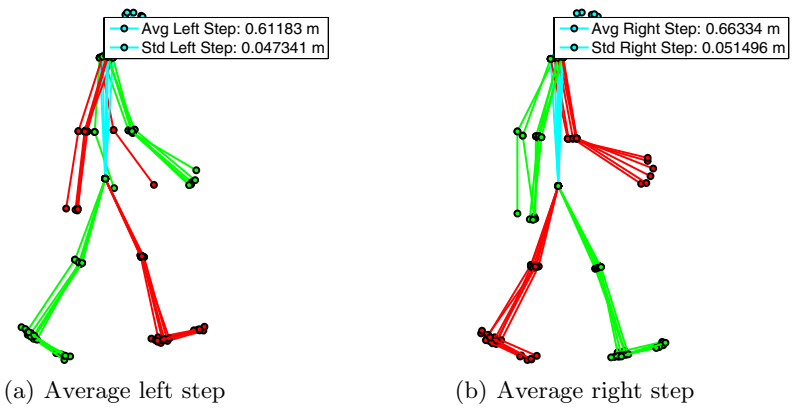 Avg Left Step: 0.61183 m
Std Left Step: 0.047341 m
Avg Right Step: 0.66334 m
Std Right Step: 0.051496 m
(a) Average left step
(b) Average right step